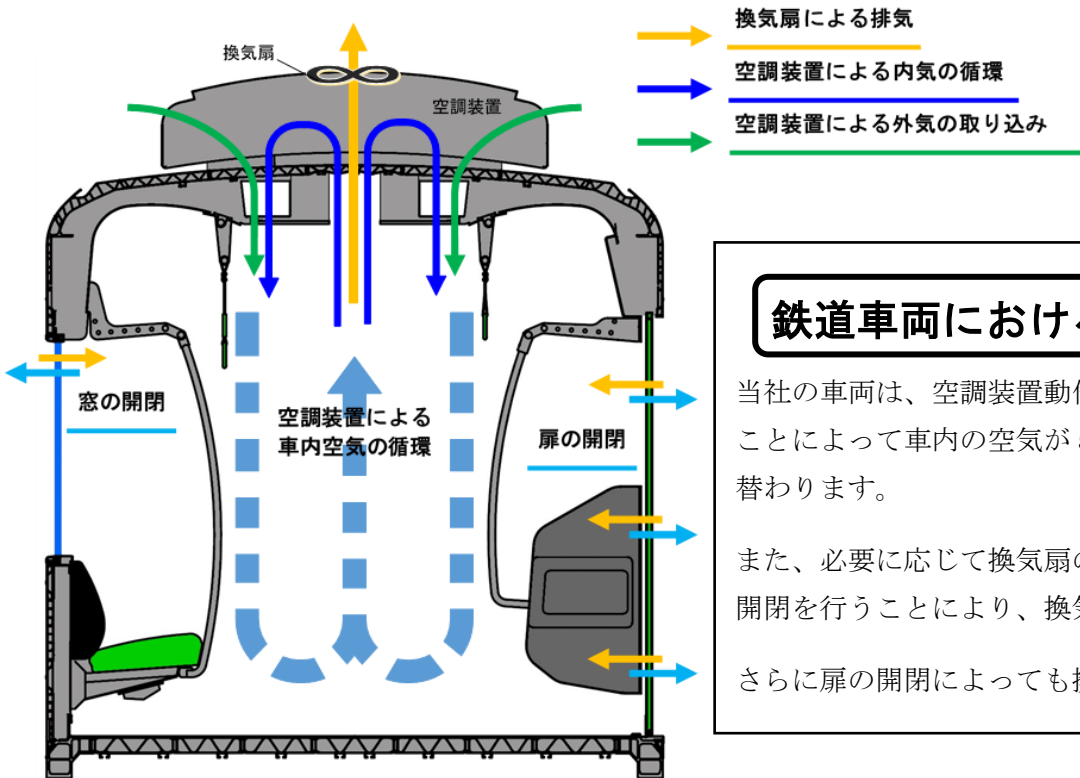 換気扇
空調装置
換気扇による排気
空調装置による内気の循環
空調装置による外気の取り込み
窓の開閉
空調装置による
車内空気の循環
扉の開閉
鉄道車両におけ
当社の車両は、空調装置動
ことによって車内の空気が
替わります。
また、必要に応じて換気扇の
開閉を行うことにより、換
さらに扉の開閉によっても